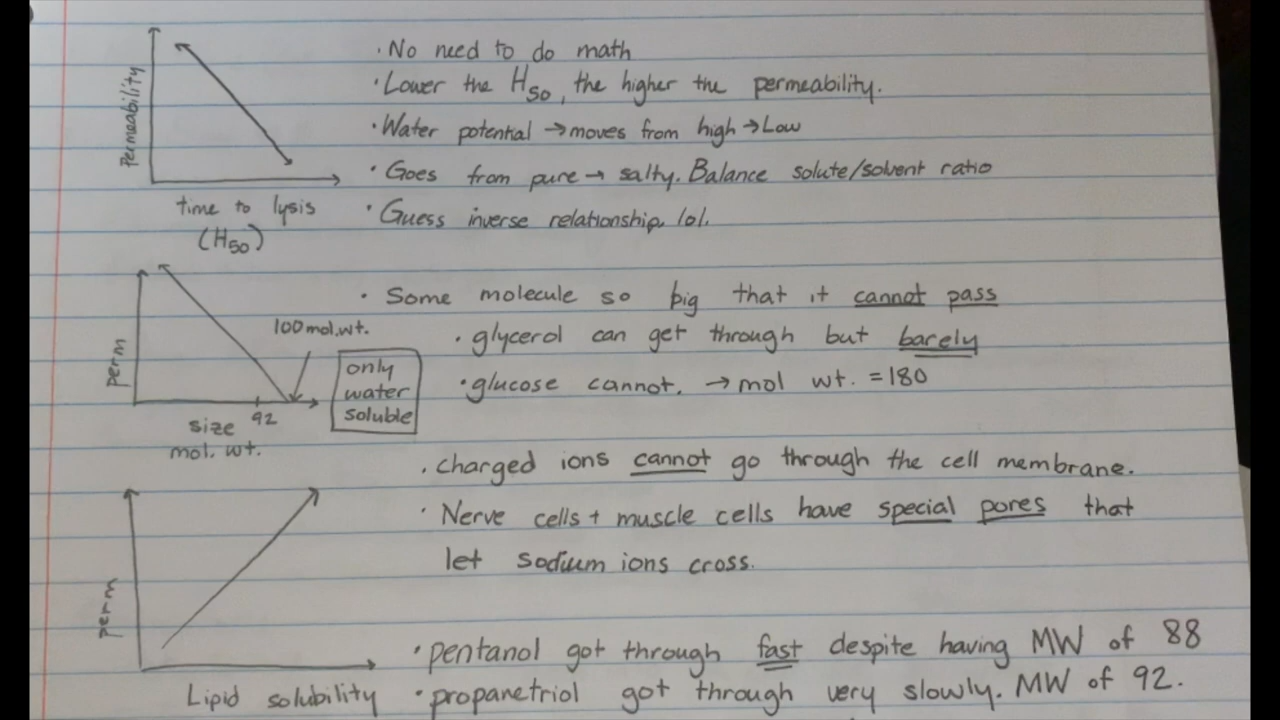 Permeability
time to lysis
(H50)
· No need to do math
· Lower the H50, the higher the permeability.
· Water potential → moves from high → Low
· Goes from pure → salty. Balance solute/solvent ratio
· Guess inverse relationship. lol.
perm
size
mol. wt.
92
100 mol.wt.
only
water
soluble
· Some molecule so big that it cannot pass
· glycerol can get through but barely
· glucose cannot. → mol wt. = 180
perm
Lipid solubility
· charged ions cannot go through the cell membrane.
· Nerve cells + muscle cells have special pores that
let sodium ions cross.
· pentanol got through fast despite having MW of 88
· propanetriol got through very slowly. MW of 92.